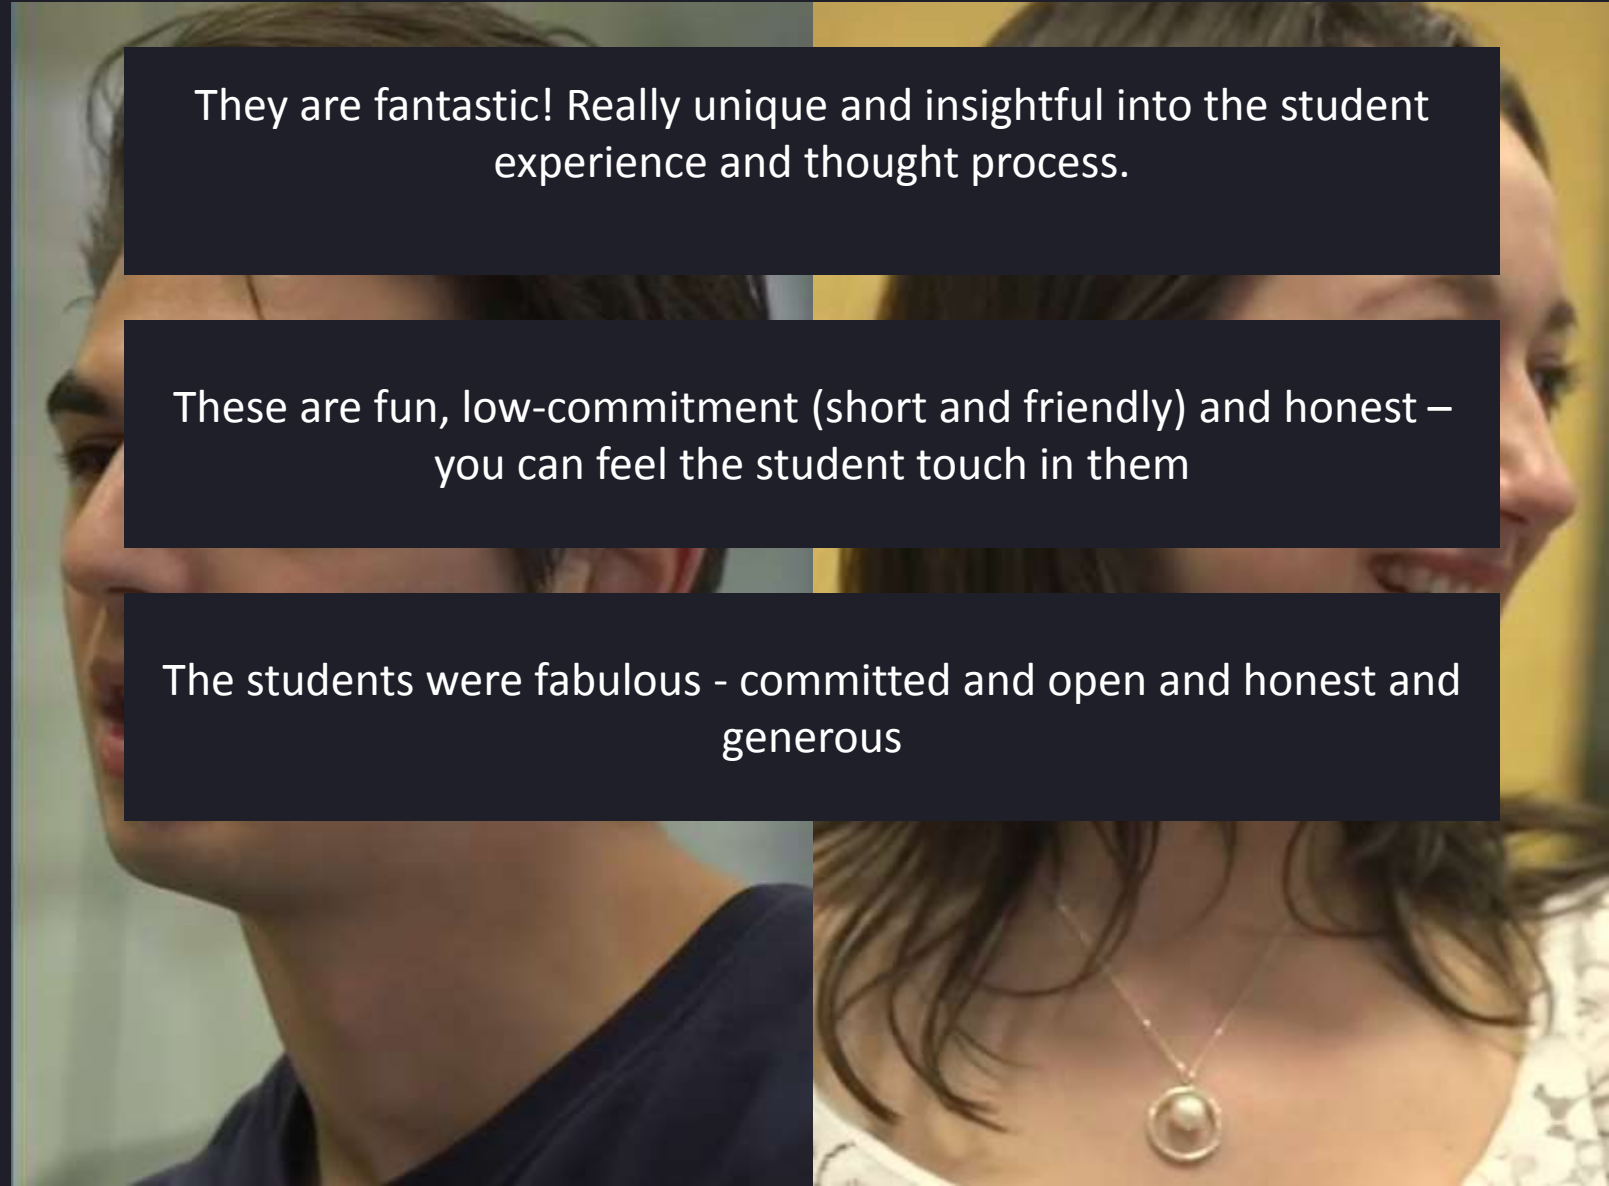 They are fantastic! Really unique and insightful into the student
experience and thought process.
These are fun, low-commitment (short and friendly) and honest –
you can feel the student touch in them
The students were fabulous - committed and open and honest and
generous